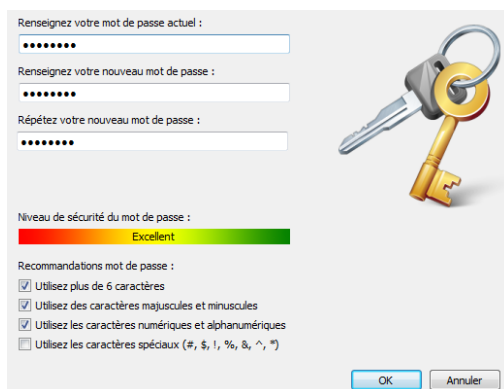 Renseignez votre mot de passe actuel :
••••••••
Renseignez votre nouveau mot de passe :
••••••••
Répétez votre nouveau mot de passe :
••••••••
Niveau de sécurité du mot de passe :
Excellent
Recommandations mot de passe :
Utilisez plus de 6 caractères
Utilisez des caractères majuscules et minuscules
Utilisez les caractères numériques et alphanumériques
Utilisez les caractères spéciaux (#, $, !, %, &, ^, *)
OK Annuler